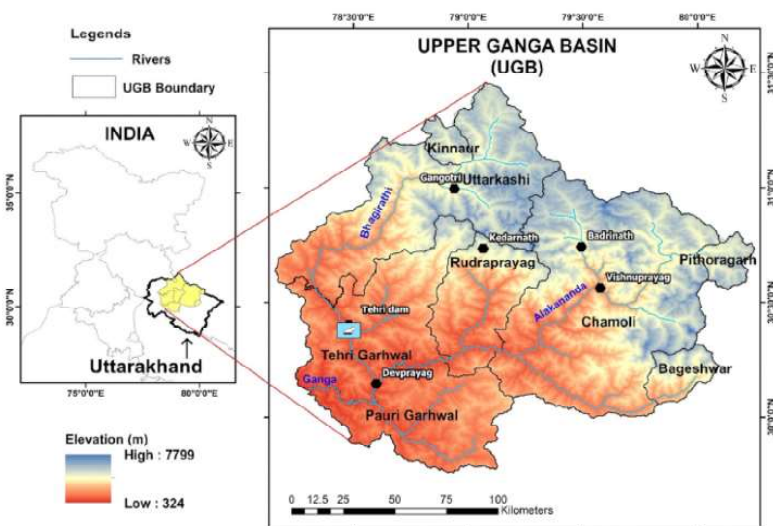 Legends
Rivers
UGB Boundary
INDIA
N
W
E
S
35°0'0"N
30°0'0"N
75°0'0"E
80°0'0"E
Uttarakhand
Elevation (m)
High : 7799
Low : 324
78°30'0"E
79°0'0"E
79°30'0"E
80°0'0"E
UPPER GANGA BASIN
(UGB)
N
W
E
S
Kinnaur
Gangotri
Uttarkashi
Bhagirathi
Kedarnath
Badrinath
Rudraprayag
Pithoragarh
Vishnuprayag
Alakananda
Tehri dam
Chamoli
Tehri Garhwal
Bageshwar
Ganga
Devprayag
Pauri Garhwal
0 12.5 25 50 75 100
Kilometers